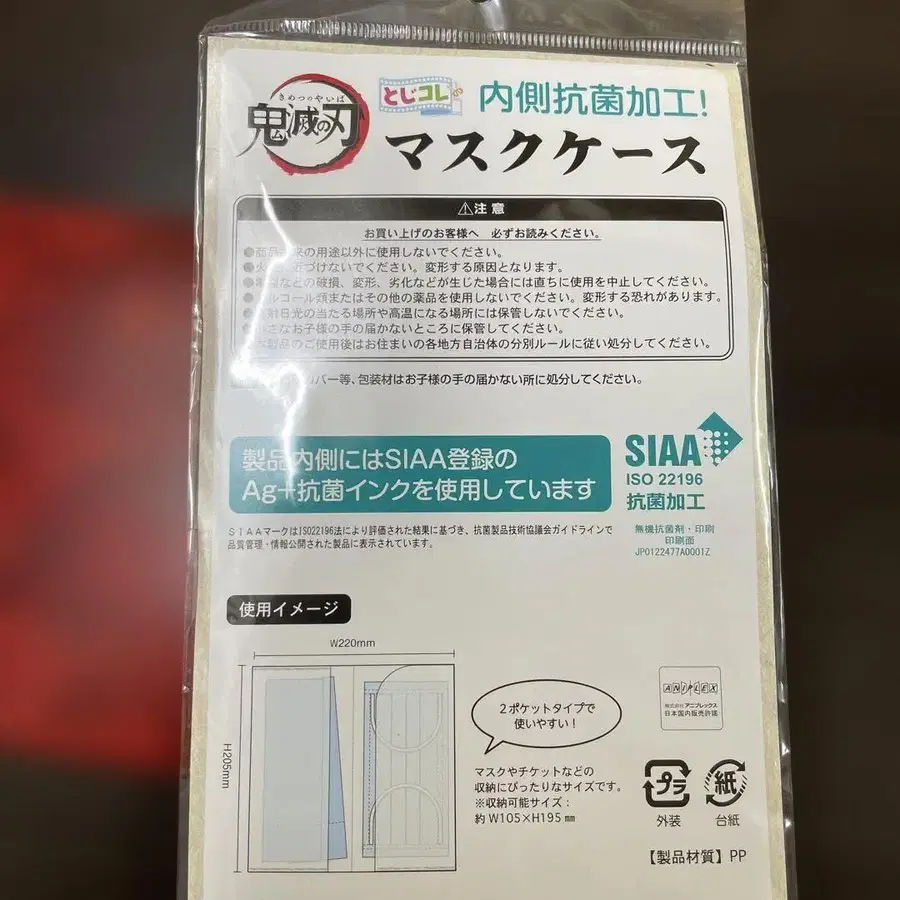 きめつのやいば
鬼滅の刃
とじコレ
内側抗菌加工!
マスクケース
⚠注意
お買い上げのお客様へ 必ずお読みください。
●商品 来の用途以外に使用しないでください。
●火 近づけないでください。変形する原因となります。
などの破損、変形、劣化などが生じた場合には直ちに使用を中止してください。
ルコール類またはその他の薬品を使用しないでください。変形する恐れがあります。
射日光の当たる場所や高温になる場所には保管しないでください。
さなお子様の手の届かないところに保管してください。
製品のご使用後はお住まいの各地方自治体の分別ルールに従い処分してください。
バー等、包装材はお子様の手の届かない所に処分してください。
製品内側にはSIAA登録の
Ag+抗菌インクを使用しています
SIAA
ISO 22196
抗菌加工
無機抗菌剤・印刷
印刷面
JP0122477A0001Z
SIAAマークはISO22196法により評価された結果に基づき、抗菌製品技術協議会ガイドラインで
品質管理・情報公開された製品に表示されています。
使用イメージ
W220mm
H205mm
2ポケットタイプで
使いやすい!
マスクやチケットなどの
収納にぴったりなサイズです。
※収納可能サイズ:
約 W105×H195 ㎜
ANIPLEX
株式会社 アニプレックス
日本国内販売許諾
プラ
外装
紙
台紙
【製品材質】PP